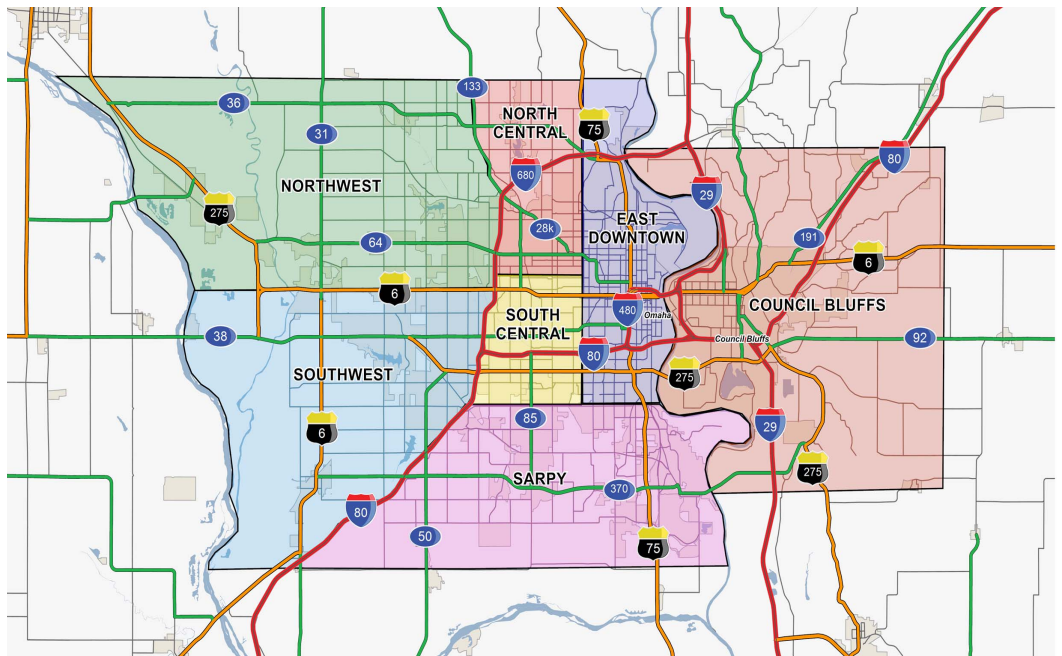 36
133
31
NORTH
CENTRAL
75
80
680
29
NORTHWEST
275
EAST
DOWNTOWN
28k
64
191
6
6
COUNCIL BLUFFS
SOUTH
CENTRAL
480
Omaha
38
Council Bluffs
92
80
SOUTHWEST
275
85
6
29
SARPY
275
370
80
50
75